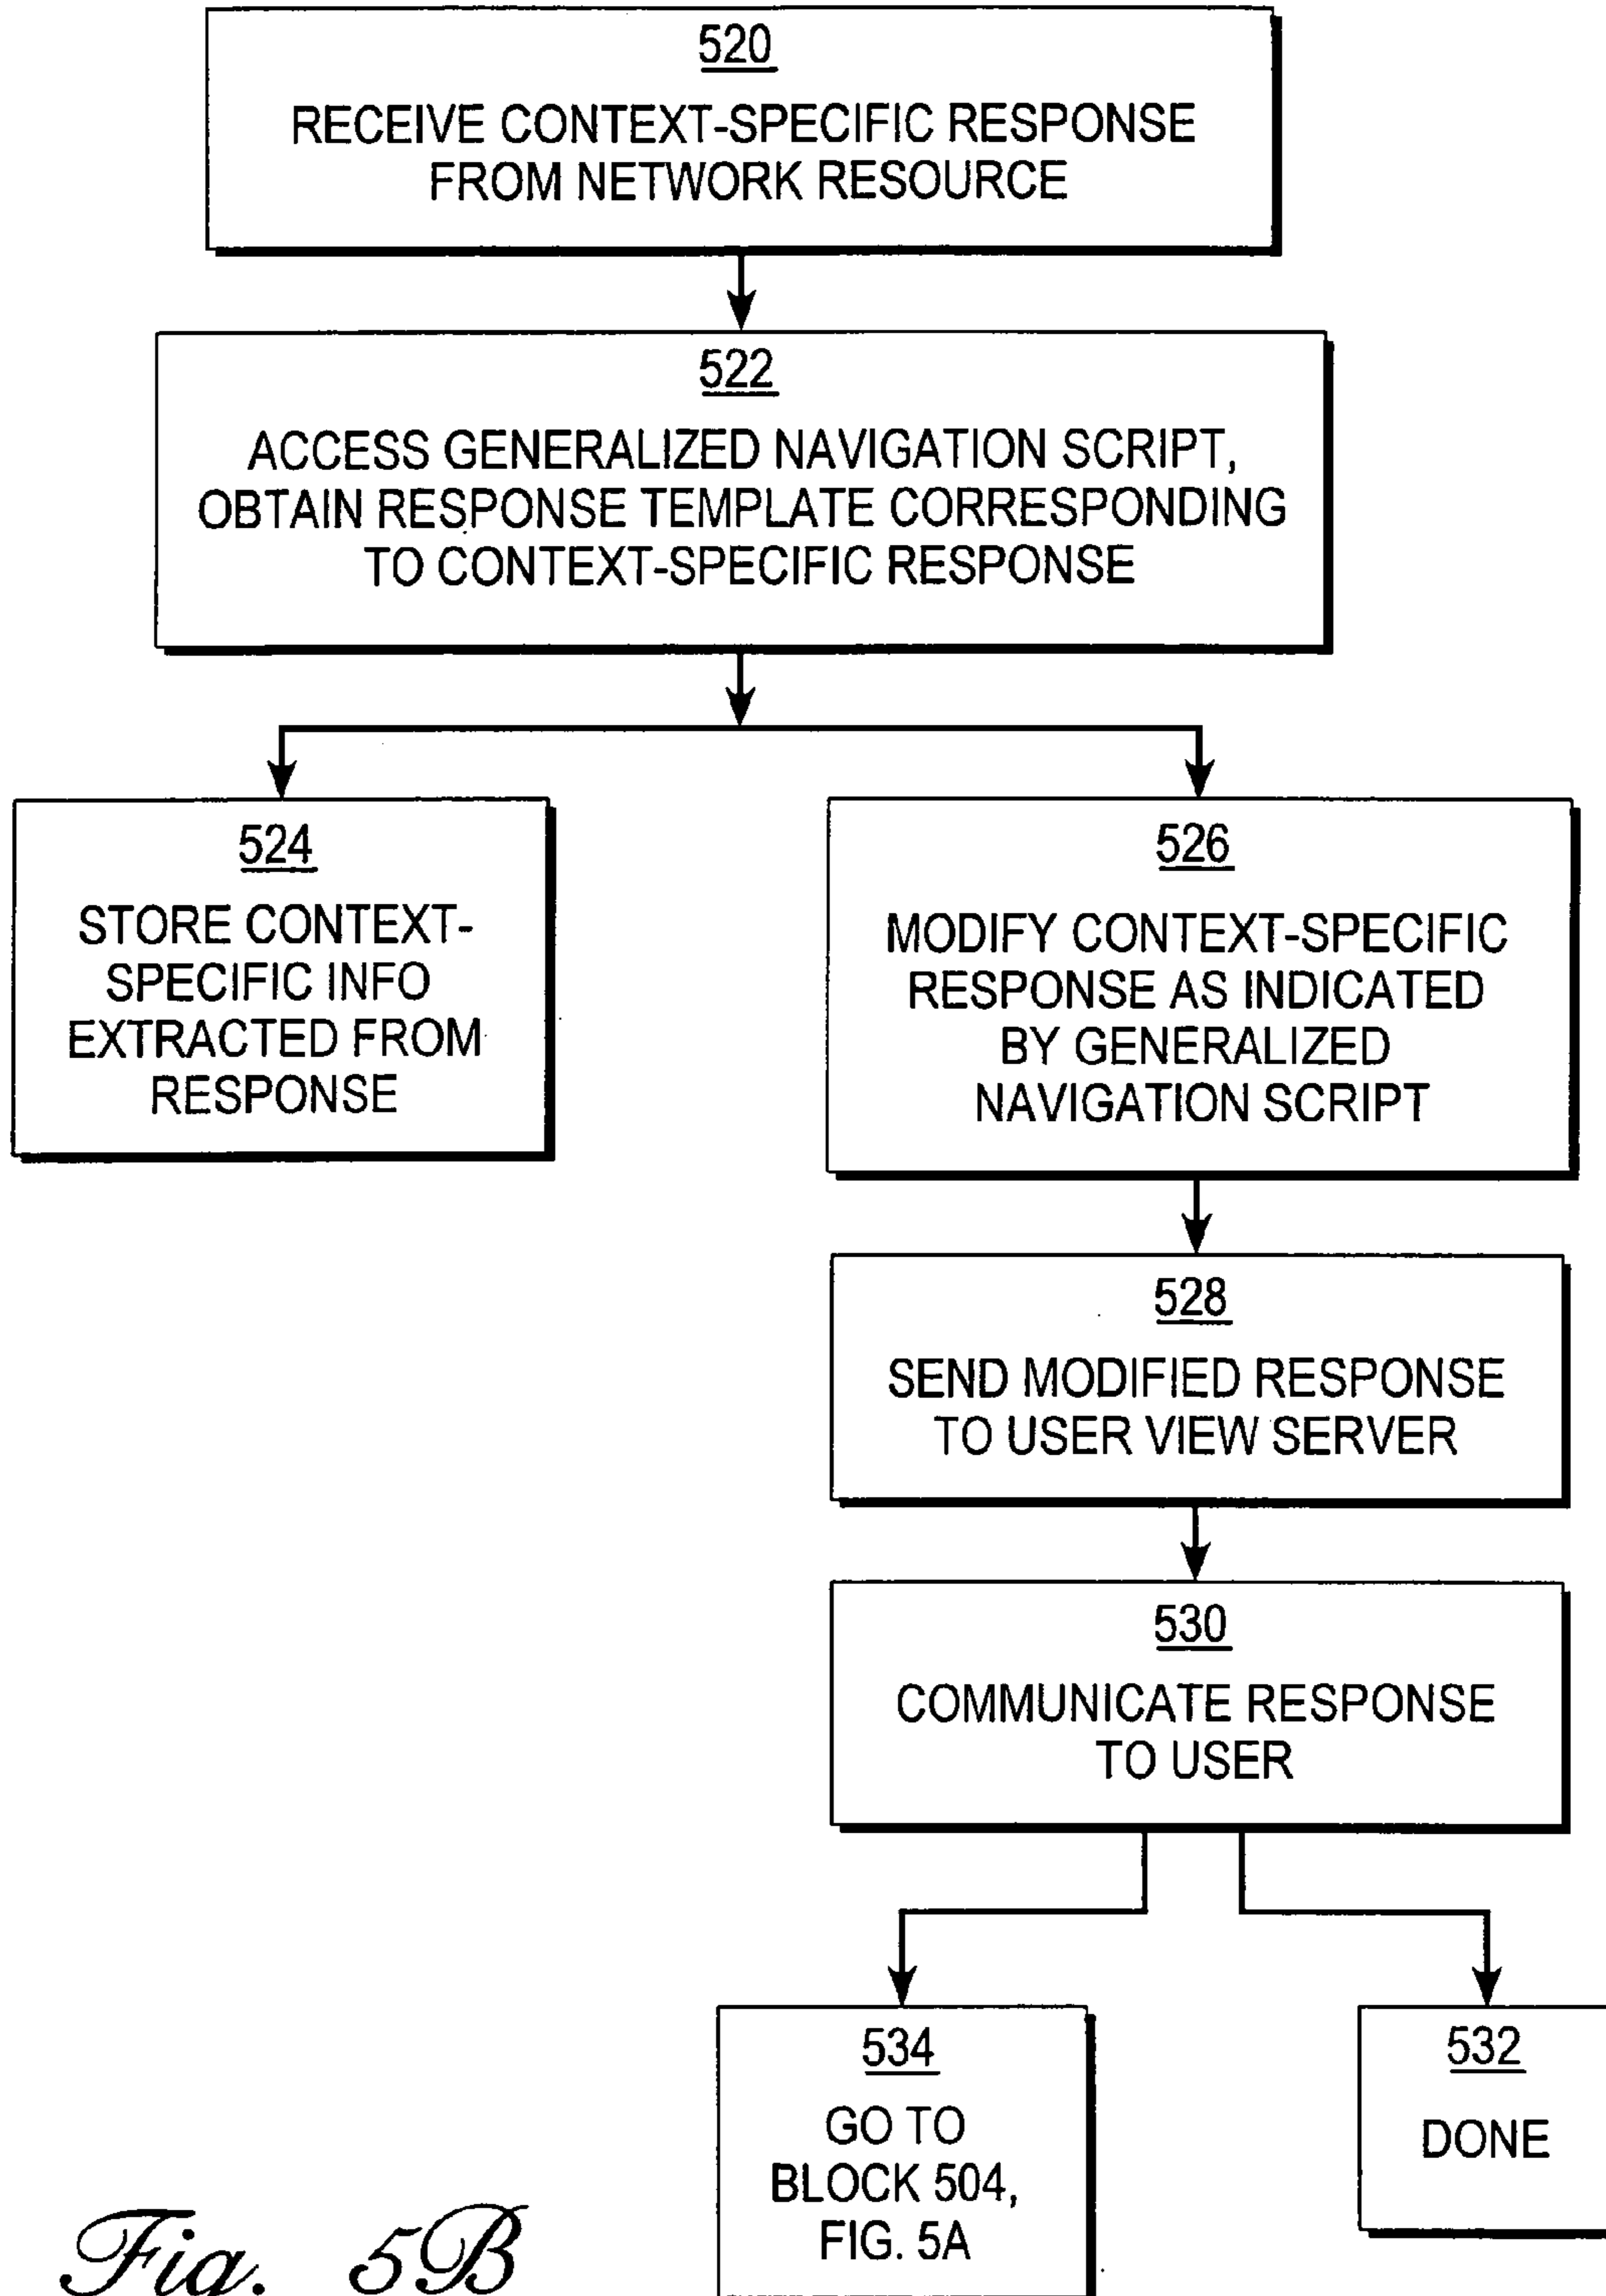 520
RECEIVE CONTEXT-SPECIFIC RESPONSE
FROM NETWORK RESOURCE
522
ACCESS GENERALIZED NAVIGATION SCRIPT,
OBTAIN RESPONSE TEMPLATE CORRESPONDING
TO CONTEXT-SPECIFIC RESPONSE
524
STORE CONTEXT-
SPECIFIC INFO
EXTRACTED FROM
RESPONSE
526
MODIFY CONTEXT-SPECIFIC
RESPONSE AS INDICATED
BY GENERALIZED
NAVIGATION SCRIPT
528
SEND MODIFIED RESPONSE
TO USER VIEW SERVER
530
COMMUNICATE RESPONSE
TO USER
534
GO TO
BLOCK 504,
FIG. 5A
532
DONE
Fig. 5B